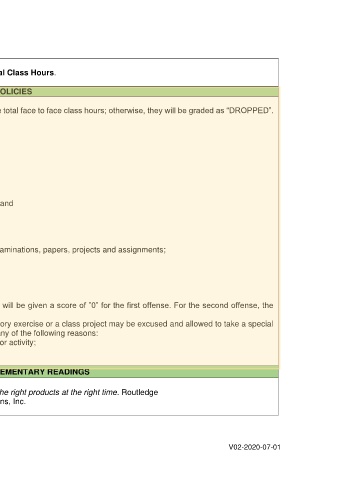 al Class Hours.
OLICIES
e total face to face class hours; otherwise, they will be graded as “DROPPED”.
and
aminations, papers, projects and assignments;
will be given a score of ”0” for the first offense. For the second offense, the
ory exercise or a class project may be excused and allowed to take a special
any of the following reasons:
or activity;
EMENTARY READINGS
he right products at the right time. Routledge
ns, Inc.
V02-2020-07-01